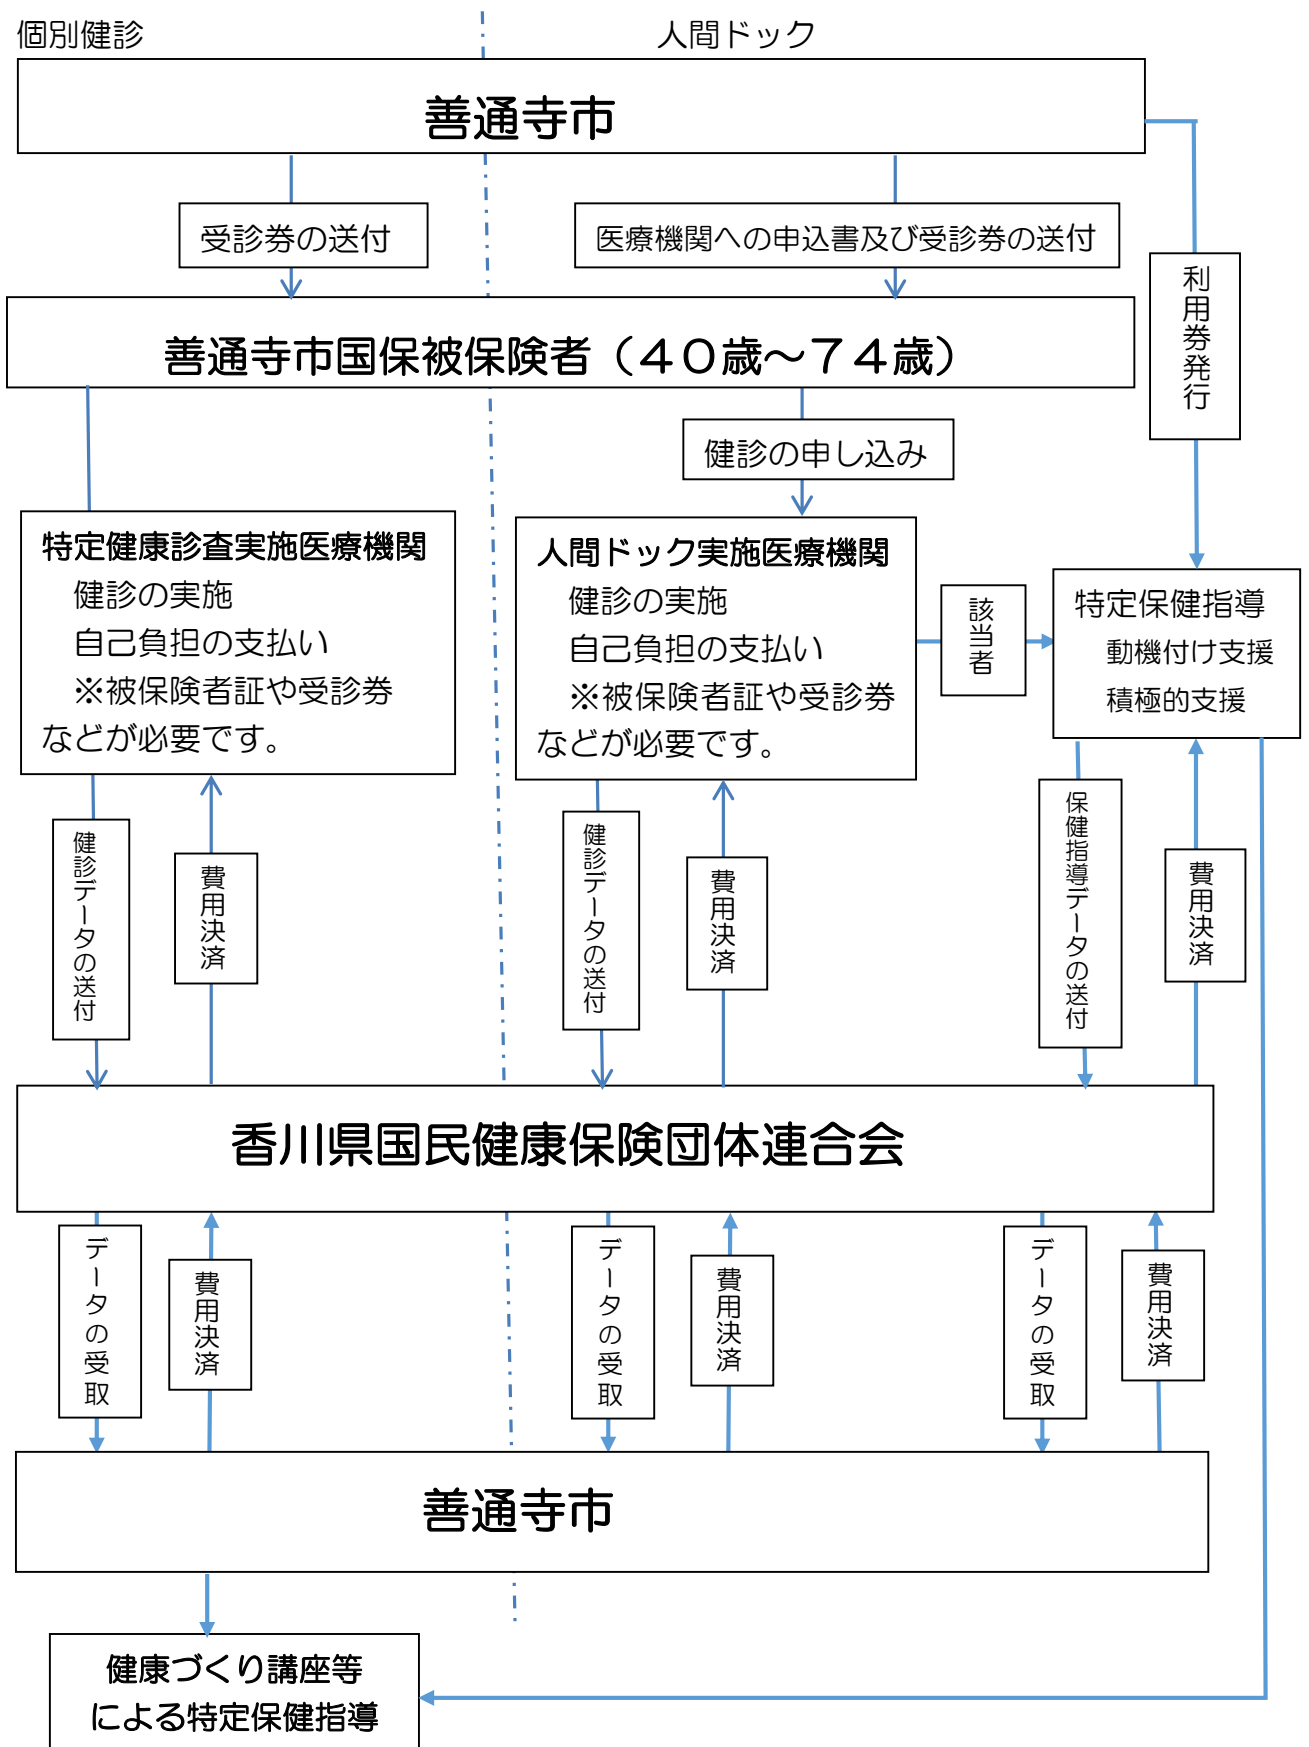 個別健診
人間ドック
善通寺市
受診券の送付
医療機関への申込書及び受診券の送付
利用券発行
善通寺市国保被保険者（４０歳～７４歳）
健診の申し込み
特定健康診査実施医療機関
健診の実施
自己負担の支払い
※被保険者証や受診券
などが必要です。
人間ドック実施医療機関
健診の実施
自己負担の支払い
※被保険者証や受診券
などが必要です。
該当者
特定保健指導
動機付け支援
積極的支援
健診データの送付
費用決済
健診データの送付
費用決済
保健指導データの送付
費用決済
香川県国民健康保険団体連合会
データの受取
費用決済
データの受取
費用決済
データの受取
費用決済
善通寺市
健康づくり講座等
による特定保健指導